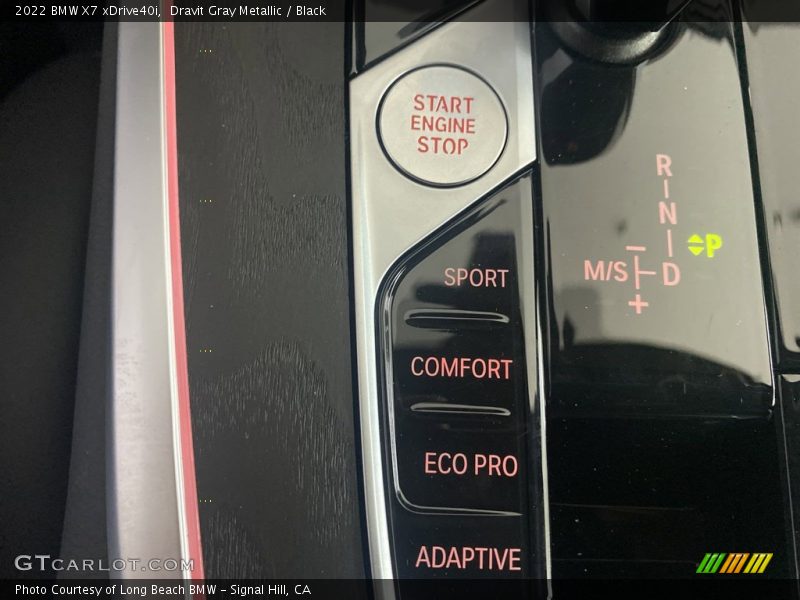 2022 BMW X7 xDrive40i, Dravit Gray Metallic / Black
START
ENGINE
STOP
R
N
P
M/S D
SPORT
COMFORT
ECO PRO
ADAPTIVE
GTCARLOT.COM
Photo Courtesy of Long Beach BMW - Signal Hill, CA